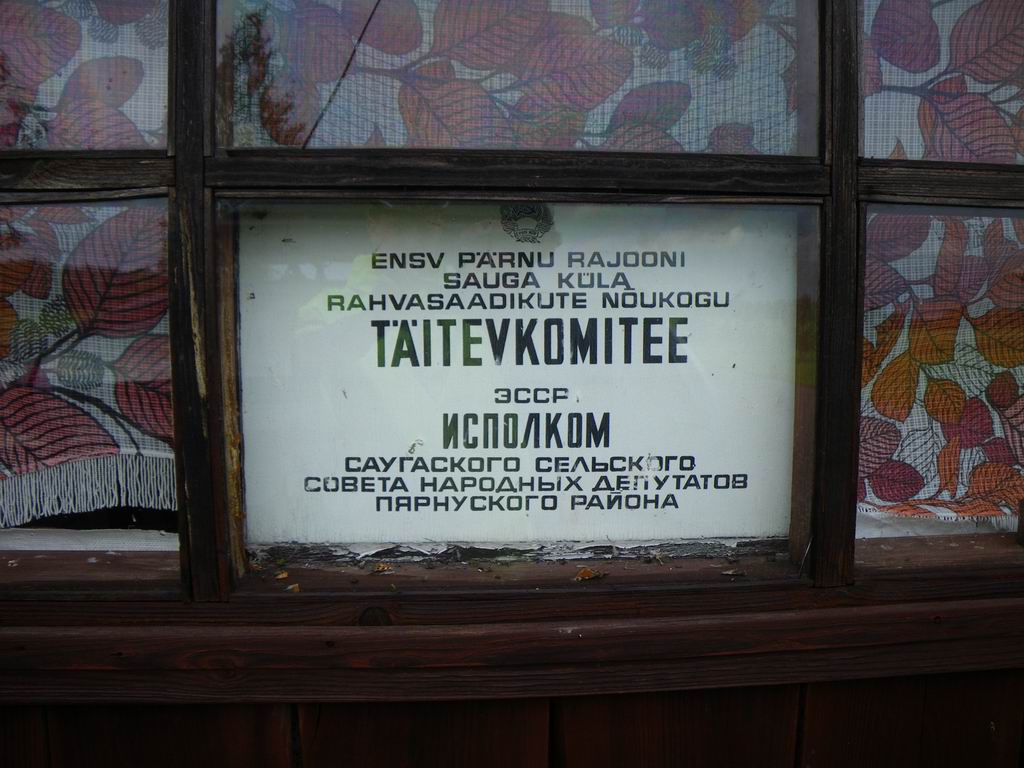 ENSV PÄRNU RAJOONI
SAUGA KÜLA
RAHVASAADIKUTE NÕUKOGU
TÄITEVKOMITEE
ЭССР
ИСПОЛКОМ
САУГАСКОГО СЕЛЬСКОГО
СОВЕТА НАРОДНЫХ ДЕПУТАТОВ
ПЯРНУСКОГО РАЙОНА